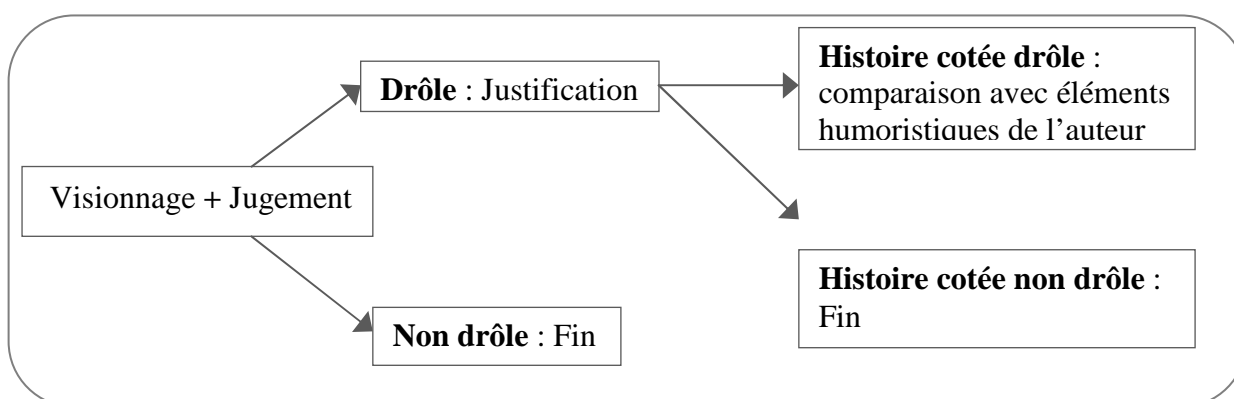 Histoire cotée drôle :
comparaison avec éléments
humoristiques de l’auteur
Drôle : Justification
Visionnage + Jugement
Histoire cotée non drôle :
Fin
Non drôle : Fin